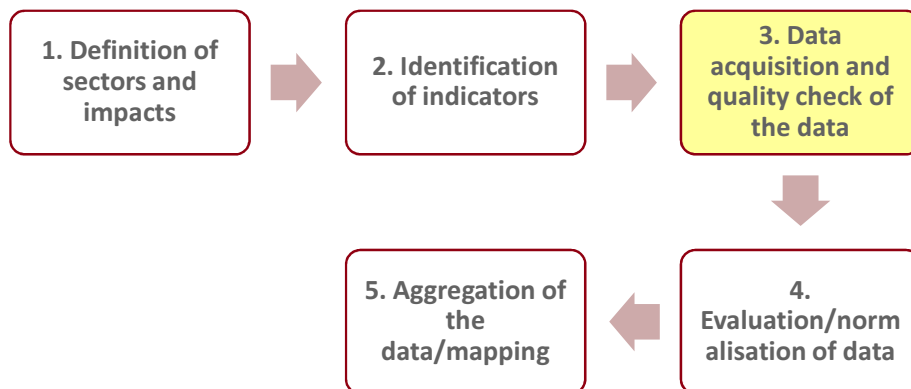 1. Definition of
sectors and
impacts
2. Identification
of indicators
3. Data
acquisition and
quality check of
the data
4.
Evaluation/norm
alisation of data
5. Aggregation of
the
data/mapping